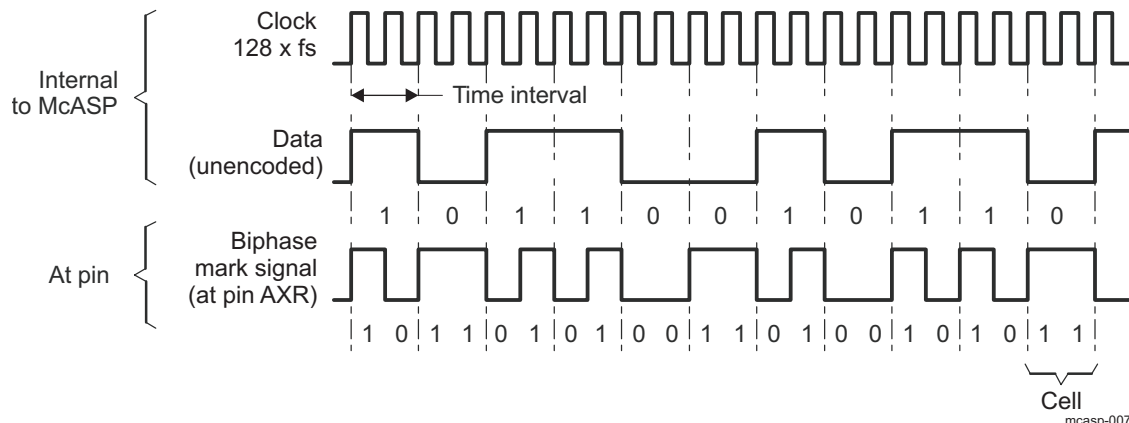 Clock
128 x fs
Internal
to McASP
Time interval
Data
(unencoded)
1 0 1 1 0 0 1 0 1 1 0
Biphase
mark signal
(at pin AXR)
At pin
1 0 1 1 0 1 0 1 0 0 1 1 0 1 0 0 1 0 1 0 1 1
Cell
mcasp-007